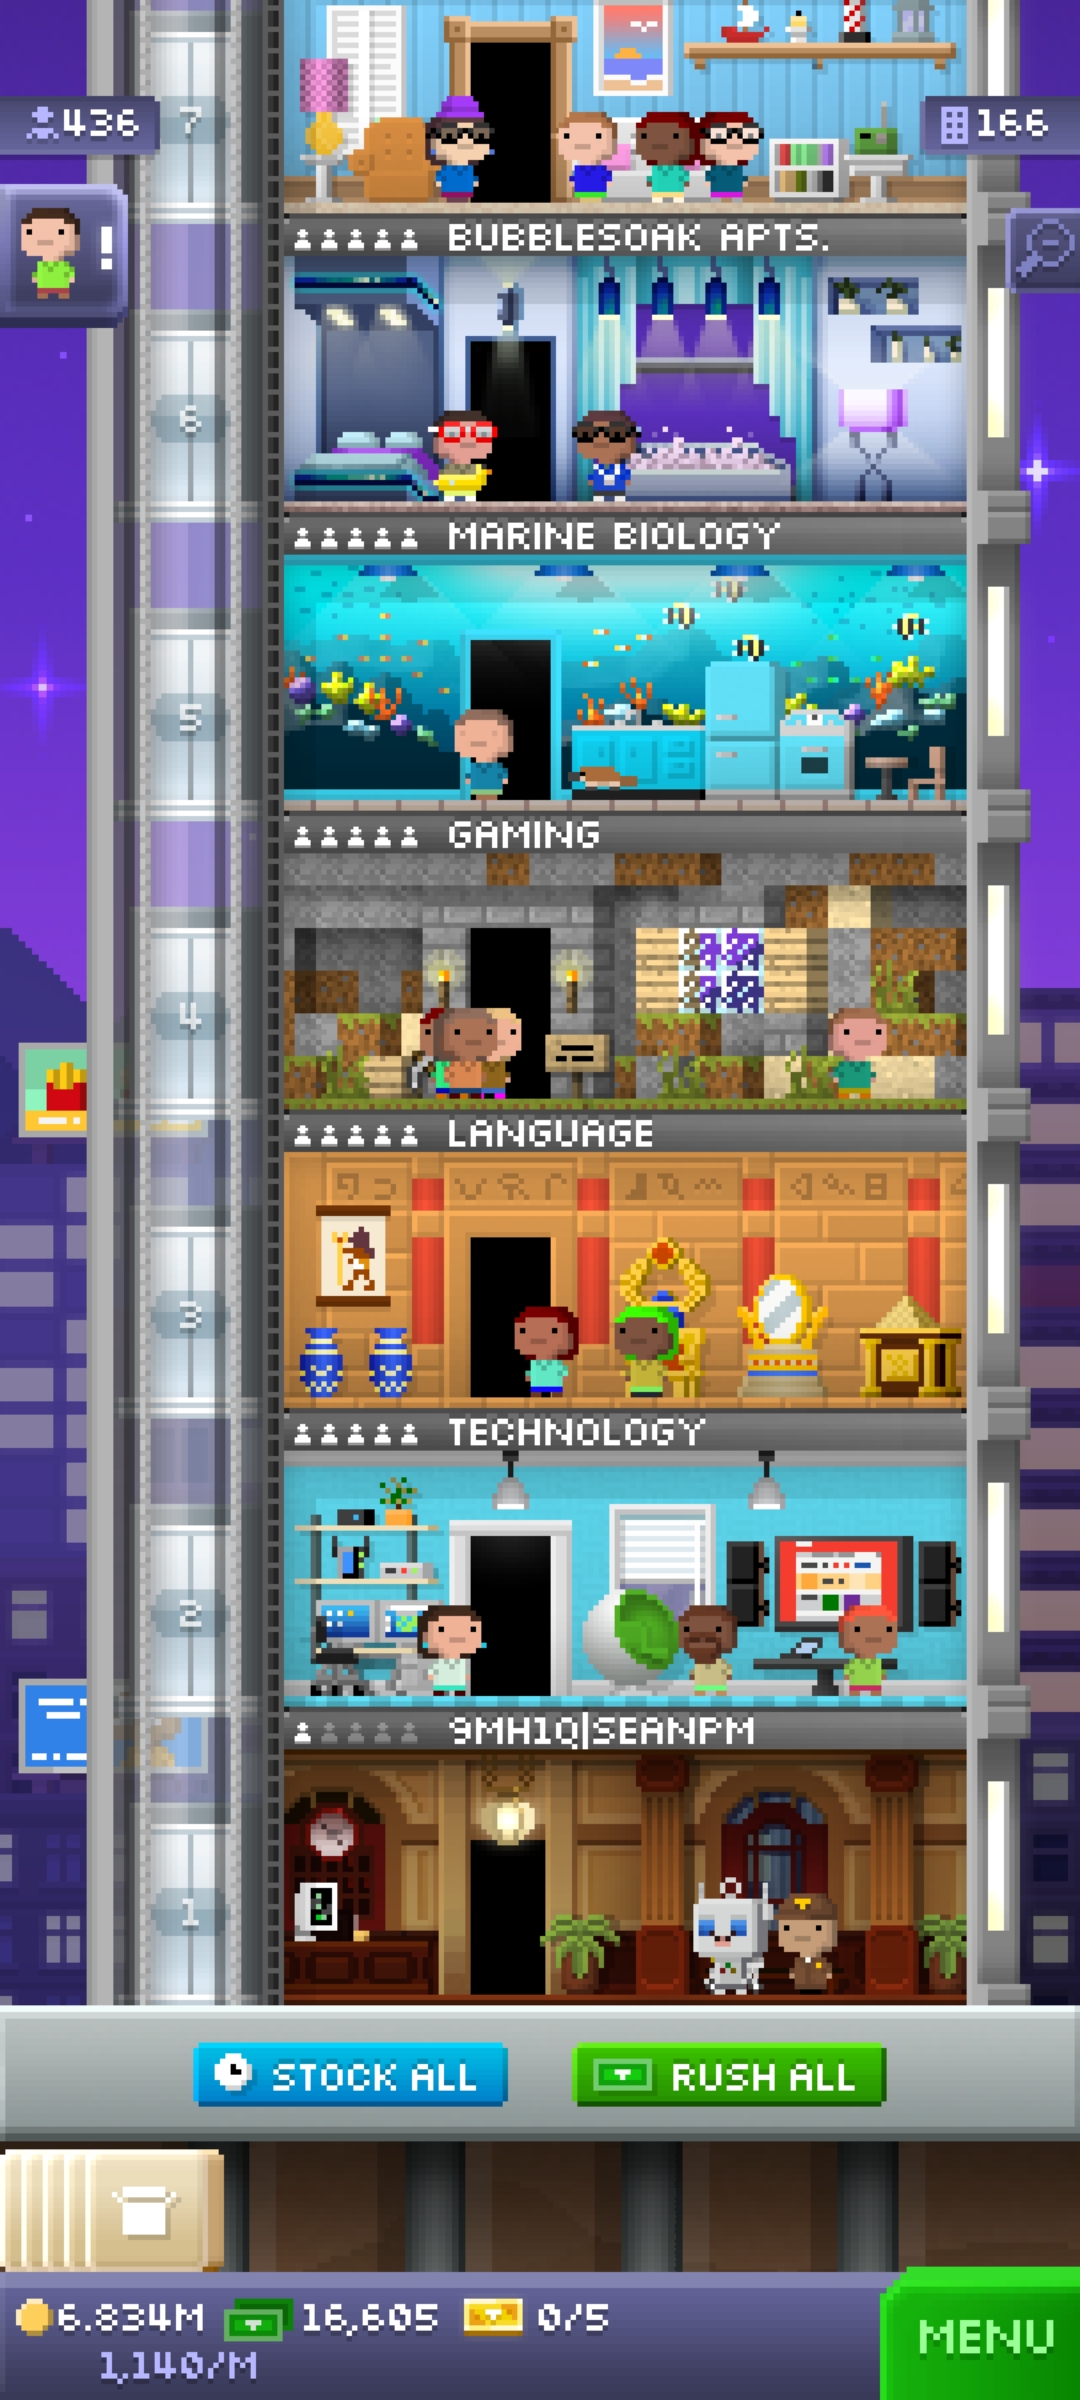 7
436
166
!
BUBBLESOAK APTS.
6
MARINE BIOLOGY
5
GAMING
4
LANGUAGE
3
TECHNOLOGY
2
9MH1Q|SEANPM
1
STOCK ALL
RUSH ALL
6.834M 16,605 0/5
1,140/M
MENU